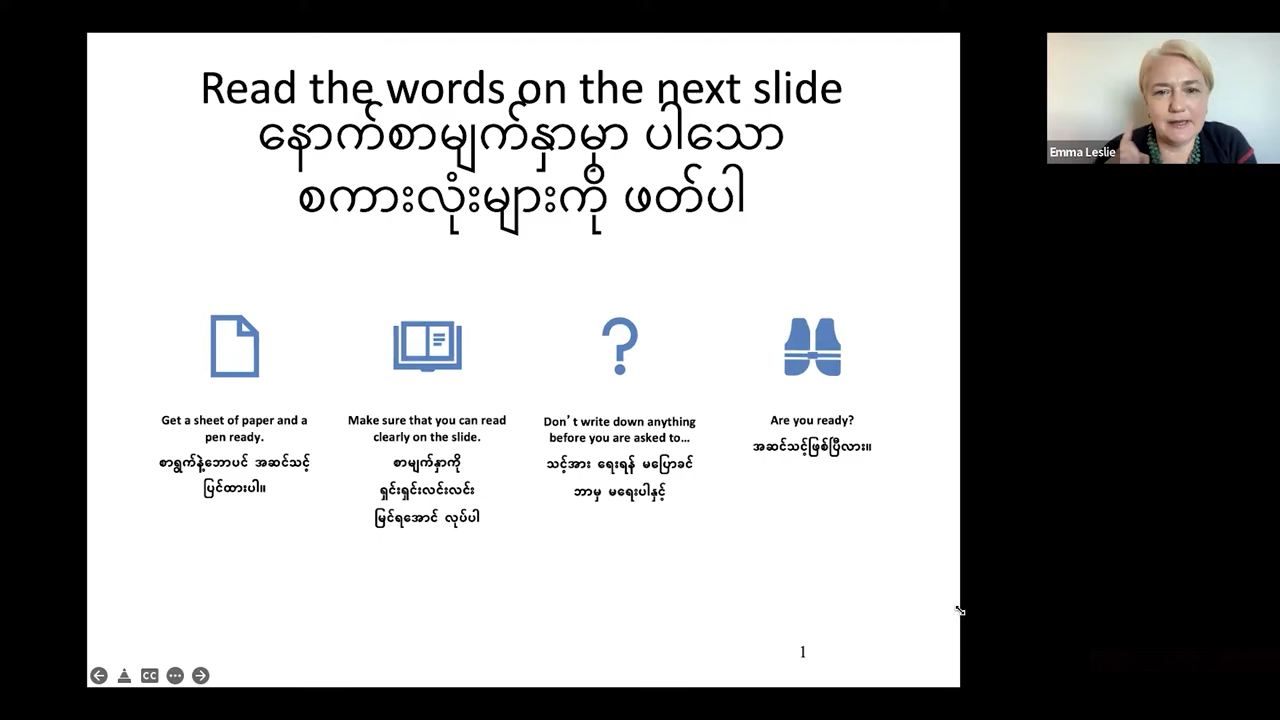 Read the words on the next slide
နောက်စာမျက်နှာမှာ ပါသော
စကားလုံးများကို ဖတ်ပါ
Emma Leslie
Get a sheet of paper and a
pen ready.
စာရွက်နဲ့ဘောပင် အဆင်သင့်
ပြင်ထားပါ။
Make sure that you can read
clearly on the slide.
စာမျက်နှာကို
ရှင်းရှင်းလင်းလင်း
မြင်ရအောင် လုပ်ပါ
Don't write down anything
before you are asked to...
သင့်အား ရေးရန် မပြောခင်
ဘာမှ မရေးပါနှင့်
Are you ready?
အဆင်သင့်ဖြစ်ပြီလား။
1
CC